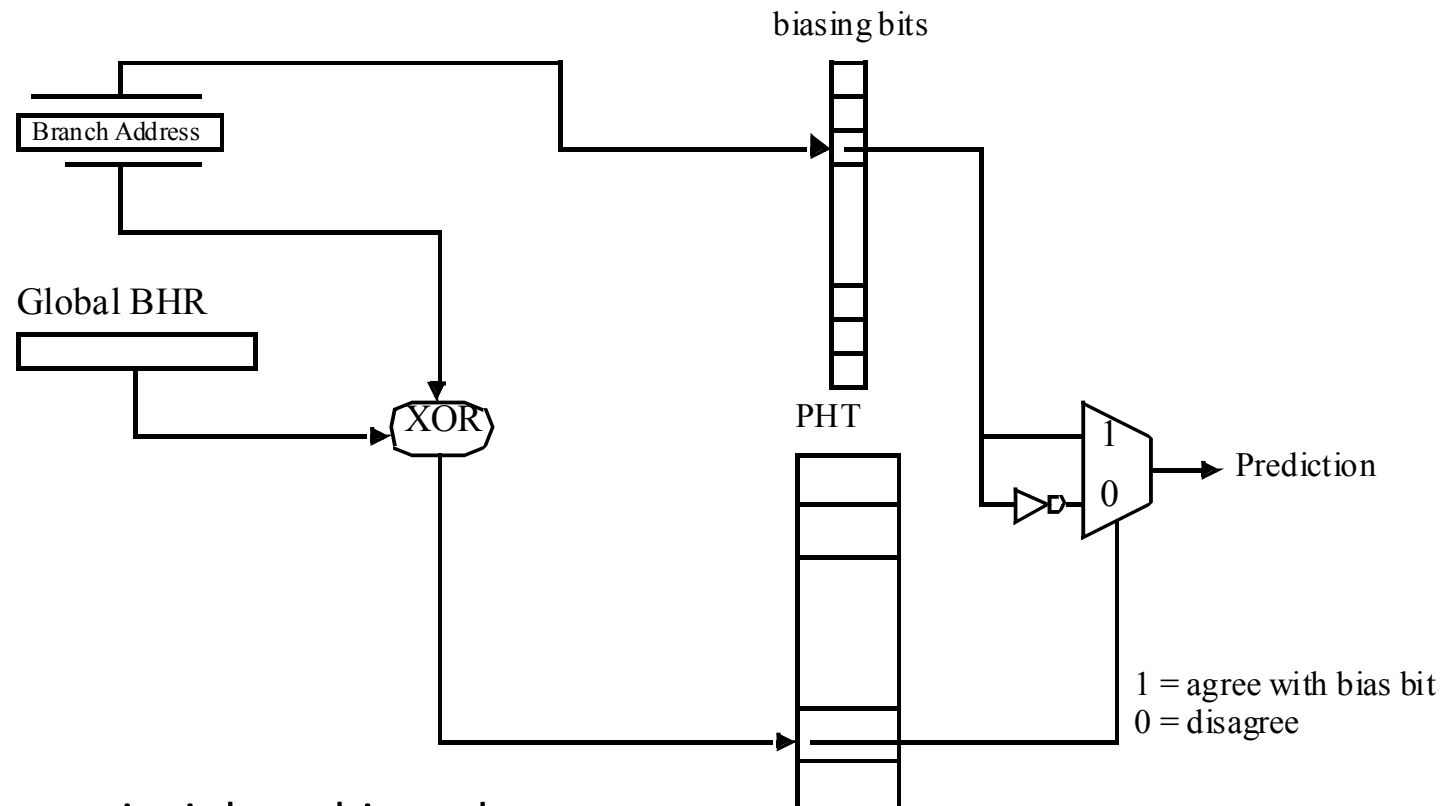 biasing bits
Branch Address
Global BHR
XOR
PHT
1
0
Prediction
1 = agree with bias bit
0 = disagree